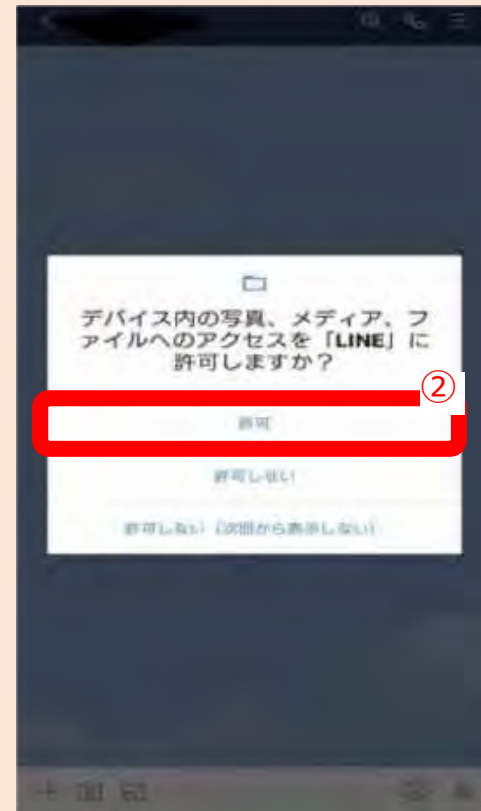 デバイス内の写真、メディア、フ
ァイルへのアクセスを「LINE」に
許可しますか？
②
許可
許可しない
許可しない（次回から表示しない）